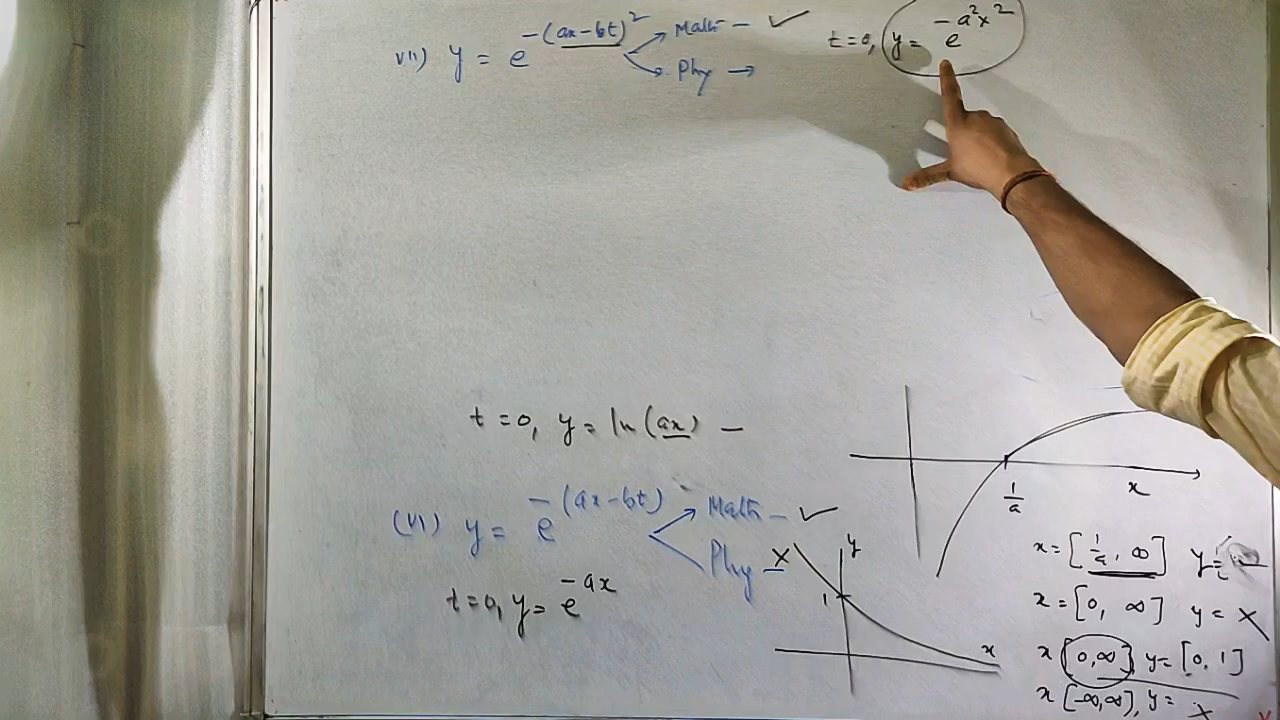 vii) y = e^{-(ax-bt)^2} Math - ✓
Phy →
t=0, y = e^{-a^2x^2}
t=0, y = ln(ax) -
1/a
x
(VI) y = e^{-(ax-bt)} Math - ✓
Phy - X
t=0, y = e^{-ax}
y
1
x
x = [1/a, ∞]
x = [0, ∞] y = X
x [0,∞], y = [0, 1]
x [-∞,∞], y = X